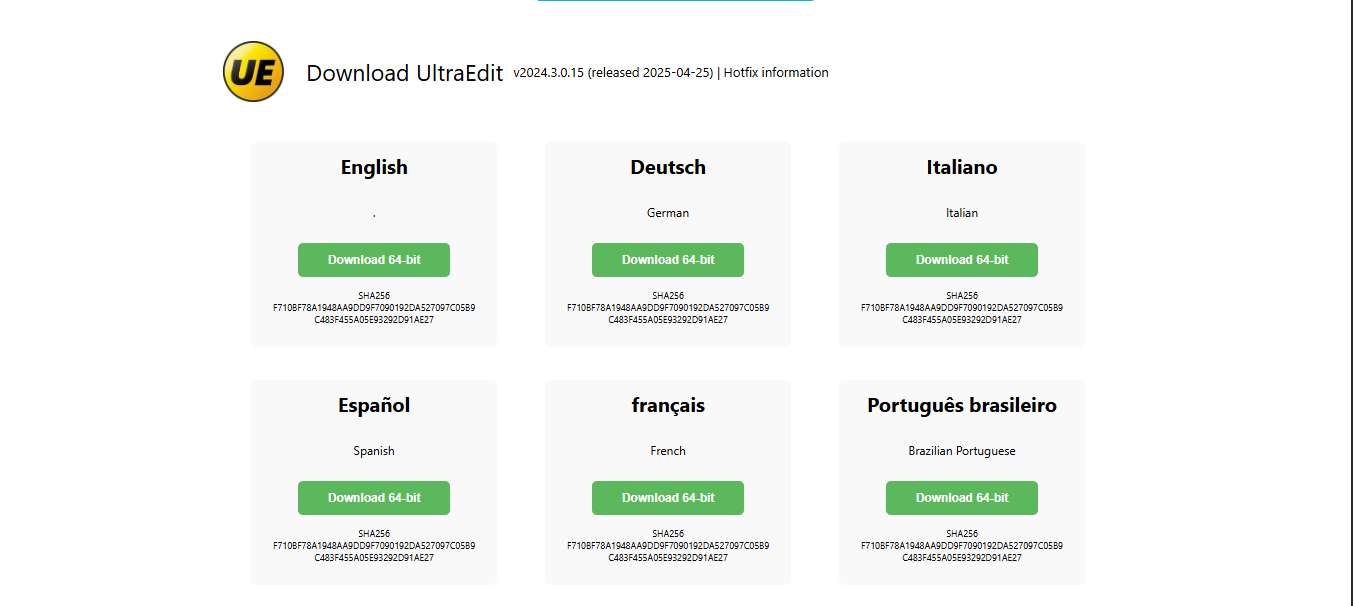 UE
Download UltraEdit v2024.3.0.15 (released 2025-04-25) | Hotfix information
English
.
Download 64-bit
SHA256
F710BF78A1948AA9DD9F7090192DA527097C05B9
C483F455A05E93292D91AE27
Deutsch
German
Download 64-bit
SHA256
F710BF78A1948AA9DD9F7090192DA527097C05B9
C483F455A05E93292D91AE27
Italiano
Italian
Download 64-bit
SHA256
F710BF78A1948AA9DD9F7090192DA527097C05B9
C483F455A05E93292D91AE27
Español
Spanish
Download 64-bit
SHA256
F710BF78A1948AA9DD9F7090192DA527097C05B9
C483F455A05E93292D91AE27
français
French
Download 64-bit
SHA256
F710BF78A1948AA9DD9F7090192DA527097C05B9
C483F455A05E93292D91AE27
Português brasileiro
Brazilian Portuguese
Download 64-bit
SHA256
F710BF78A1948AA9DD9F7090192DA527097C05B9
C483F455A05E93292D91AE27